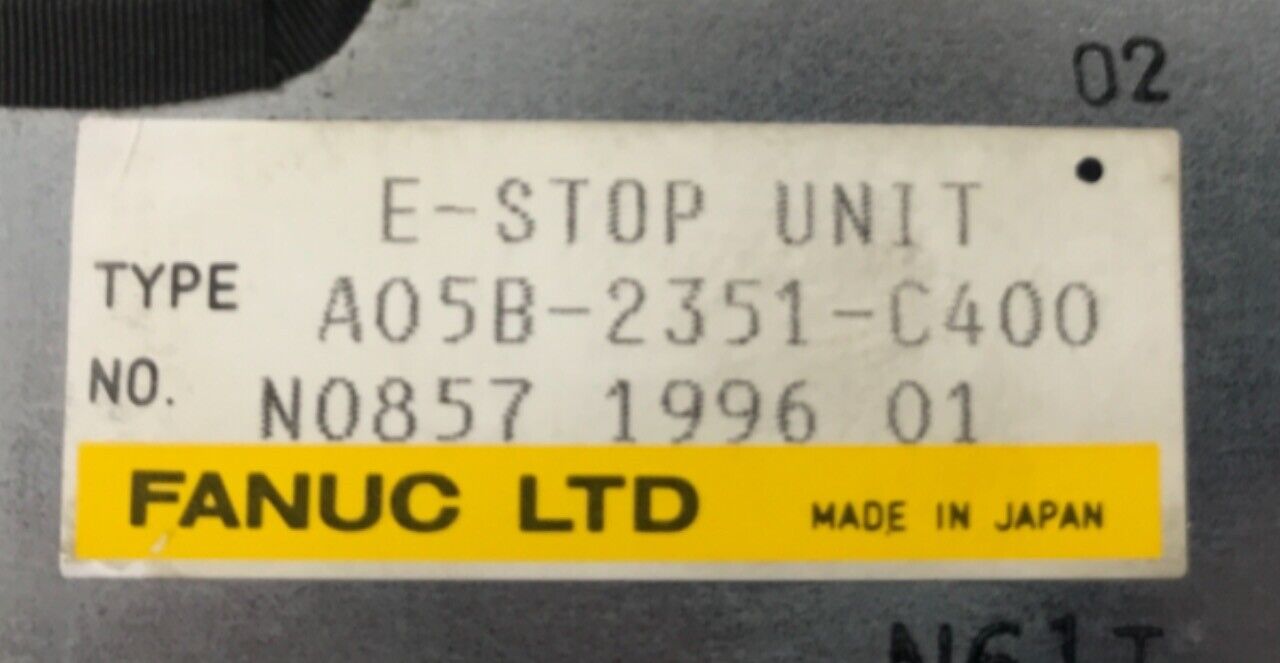 02
E-STOP UNIT
TYPE A05B-2351-C400
NO. N0857 1996 01
FANUC LTD MADE IN JAPAN